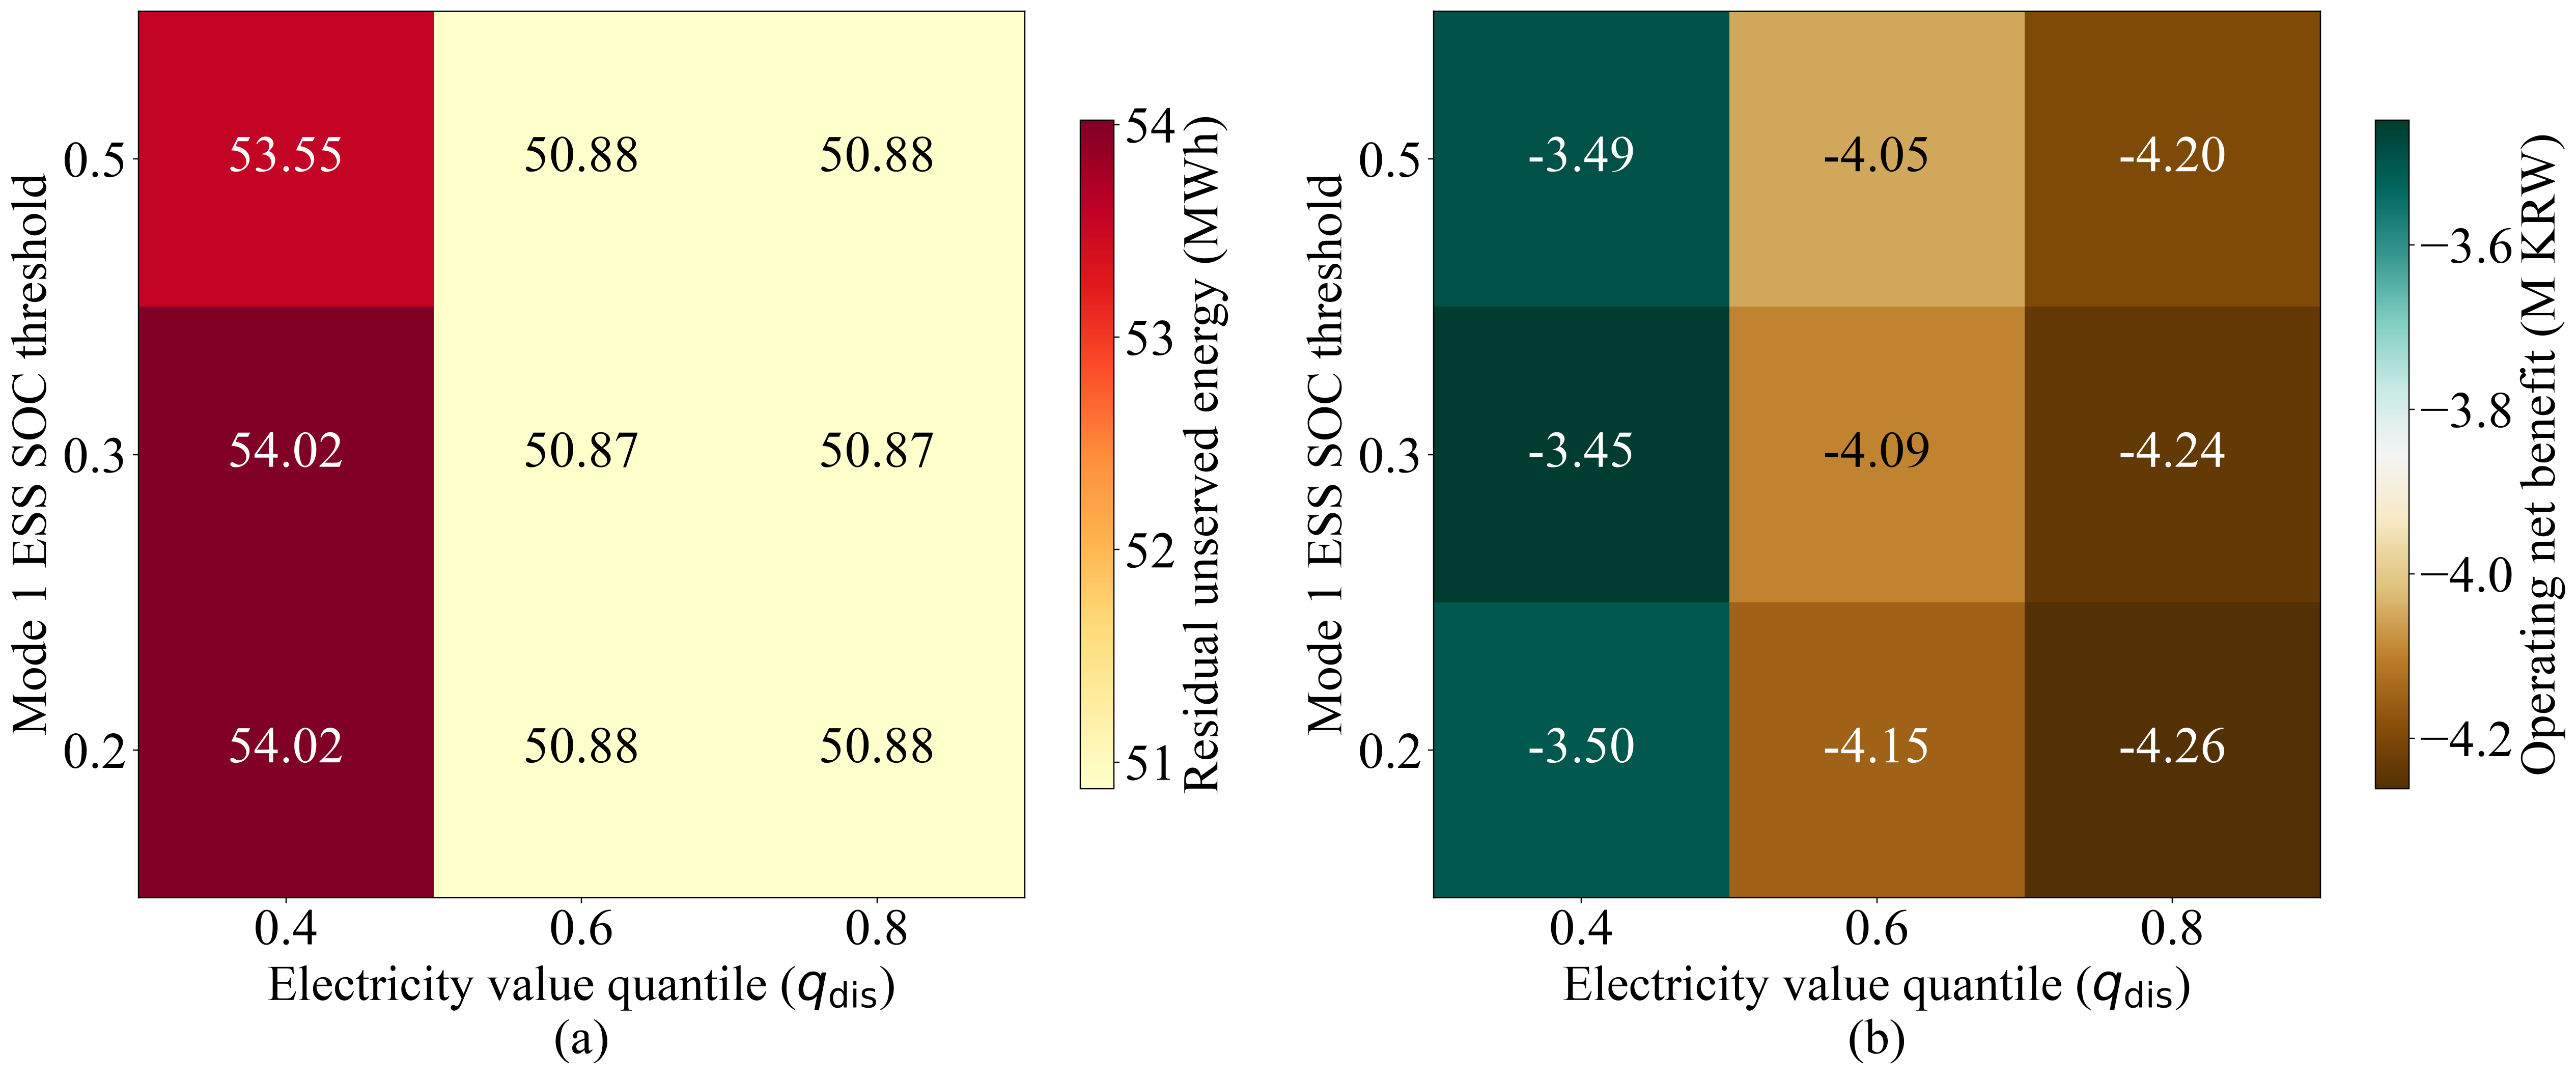 Mode 1 ESS SOC threshold
0.5
0.3
0.2
53.55 50.88 50.88
54.02 50.87 50.87
54.02 50.88 50.88
0.4 0.6 0.8
Electricity value quantile (q_dis)
(a)
54
53
52
51
Residual unserved energy (MWh)
Mode 1 ESS SOC threshold
0.5
0.3
0.2
-3.49 -4.05 -4.20
-3.45 -4.09 -4.24
-3.50 -4.15 -4.26
0.4 0.6 0.8
Electricity value quantile (q_dis)
(b)
−3.6
−3.8
−4.0
−4.2
Operating net benefit (M KRW)